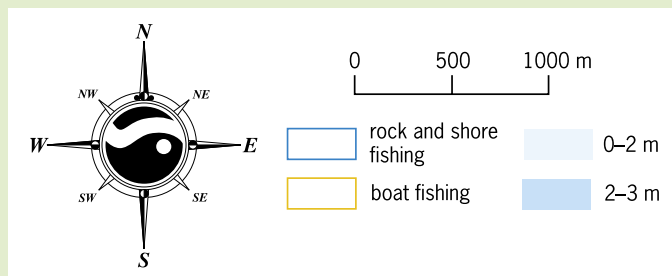 N
NW NE
W E
SW SE
S
0 500 1000 m
rock and shore
fishing
0–2 m
boat fishing
2–3 m